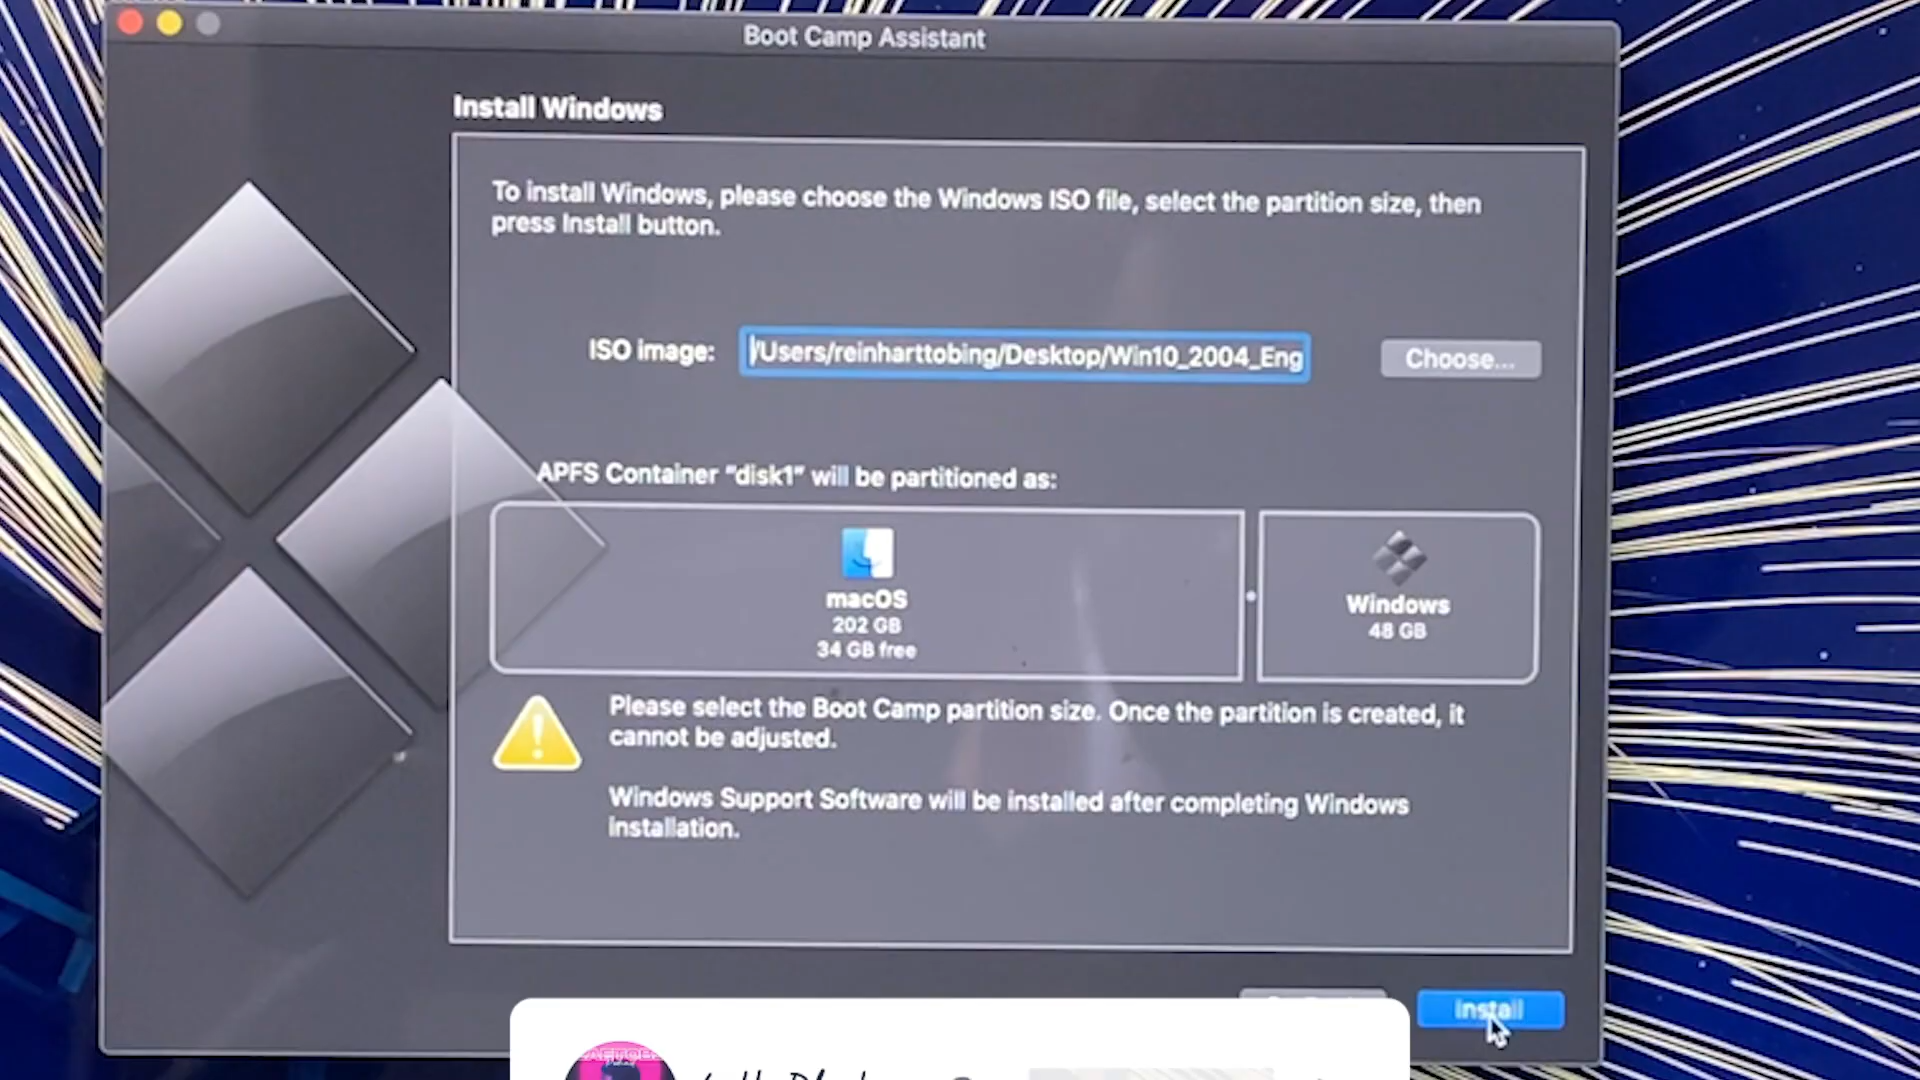 Boot Camp Assistant
Install Windows
To install Windows, please choose the Windows ISO file, select the partition size, then
press Install button.
ISO image:
/Users/reinharttobing/Desktop/Win10_2004_Eng
Choose...
APFS Container "disk1" will be partitioned as:
macOS
202 GB
34 GB free
Windows
48 GB
Please select the Boot Camp partition size. Once the partition is created, it
cannot be adjusted.
Windows Support Software will be installed after completing Windows
installation.
Install